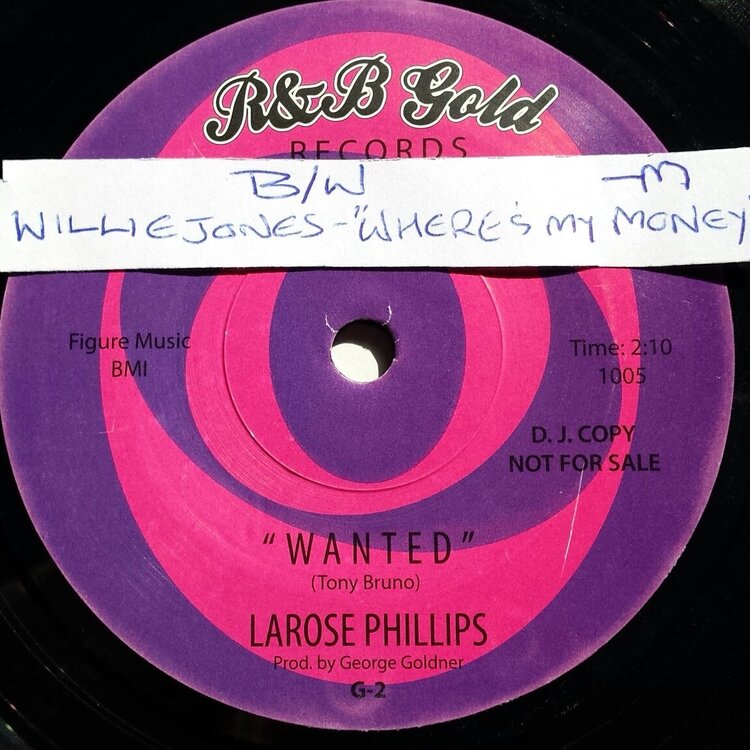 R&B Gold
RECORDS
B/W -M
WILLIE JONES - "WHERE'S MY MONEY"
Figure Music
BMI
Time: 2:10
1005
D. J. COPY
NOT FOR SALE
"WANTED"
(Tony Bruno)
LAROSE PHILLIPS
Prod. by George Goldner
G-2